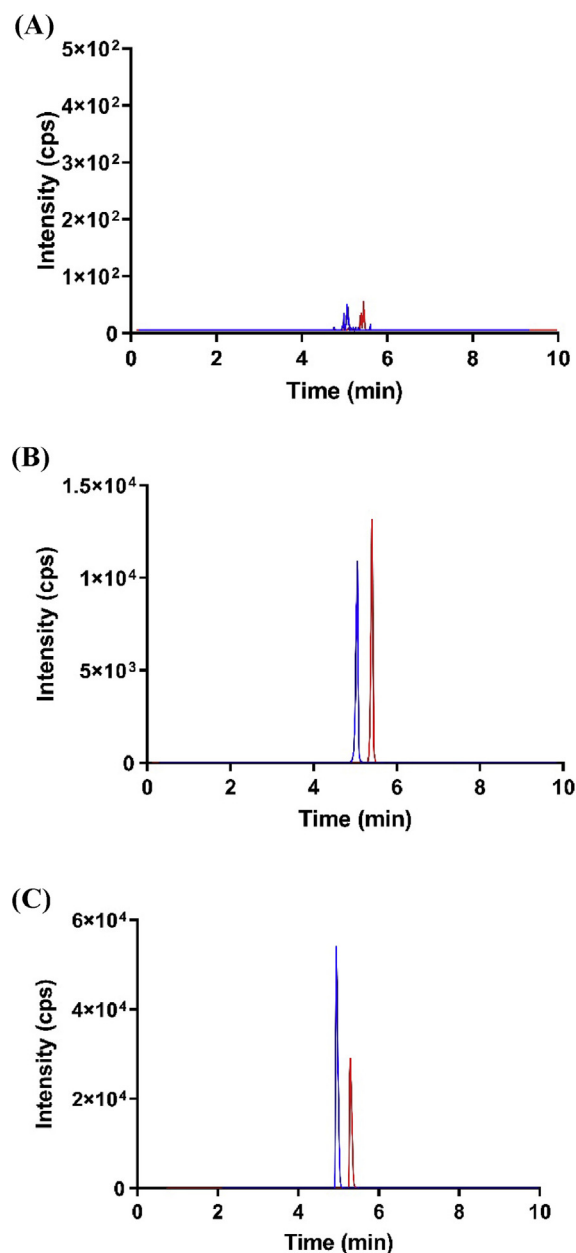 (A)
5×10²
4×10²
3×10²
2×10²
1×10²
0
Intensity (cps)
0 2 4 6 8 10
Time (min)
(B)
1.5×10⁴
1×10⁴
5×10³
0
Intensity (cps)
0 2 4 6 8 10
Time (min)
(C)
6×10⁴
4×10⁴
2×10⁴
0
Intensity (cps)
0 2 4 6 8 10
Time (min)